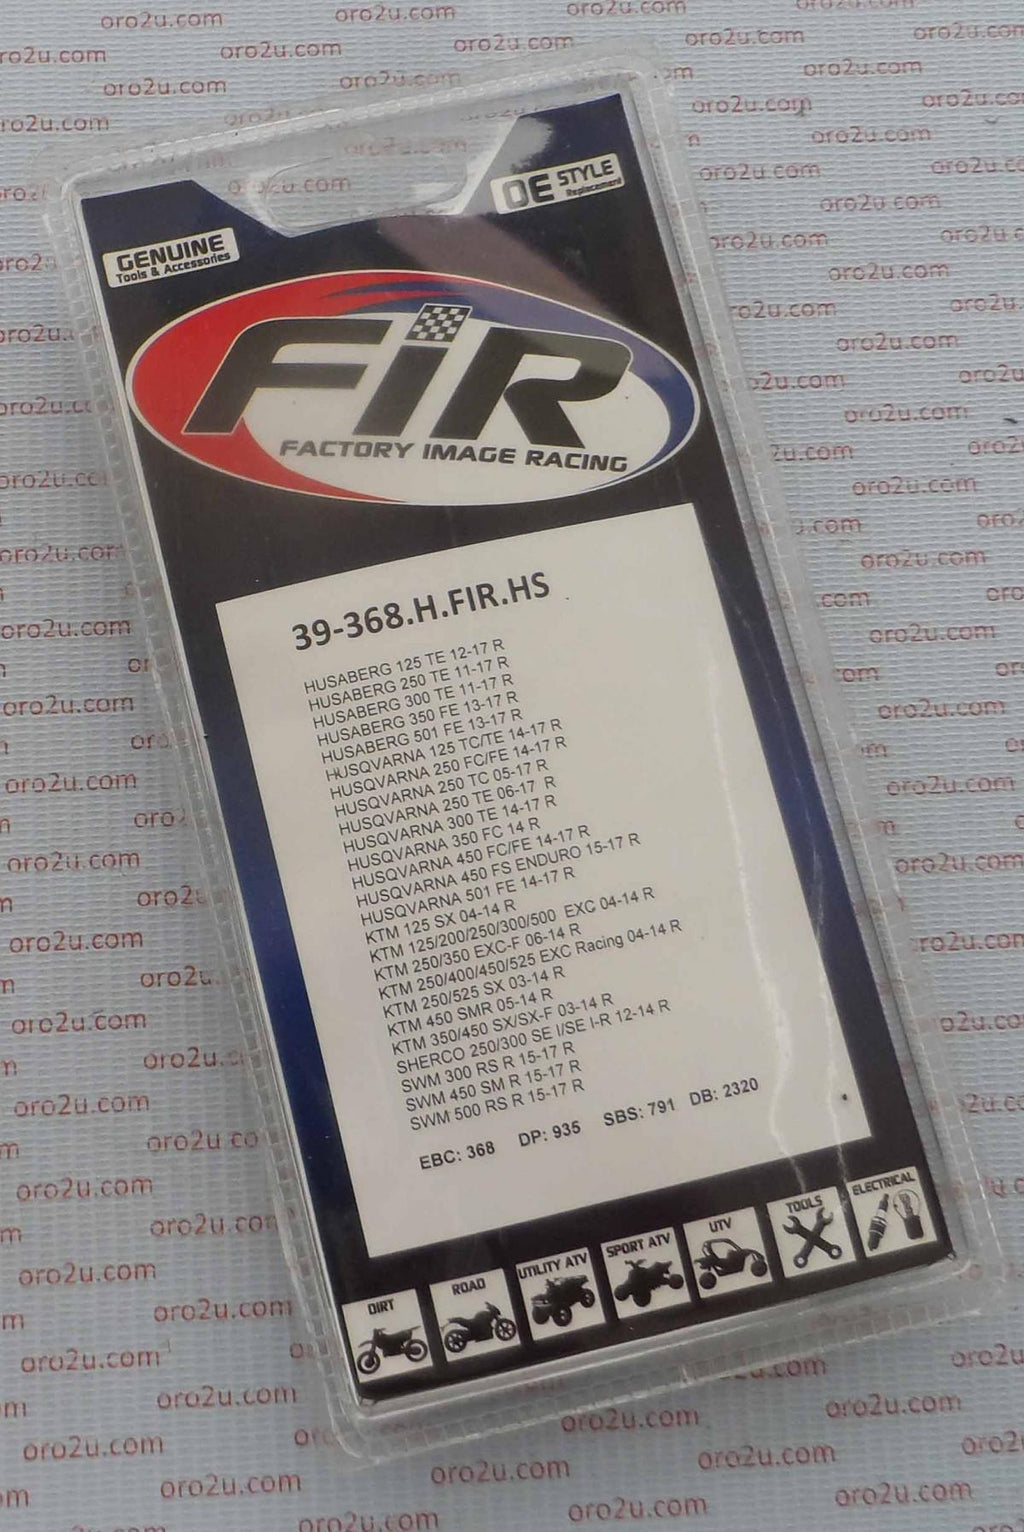 GENUINE
Tools & Accessories
OE STYLE
Replacement
FiR
FACTORY IMAGE RACING
39-368.H.FIR.HS
HUSABERG 125 TE 12-17 R
HUSABERG 250 TE 11-17 R
HUSABERG 300 TE 11-17 R
HUSABERG 350 FE 13-17 R
HUSABERG 501 FE 13-17 R
HUSQVARNA 125 TC/TE 14-17 R
HUSQVARNA 250 FC/FE 14-17 R
HUSQVARNA 250 TC 05-17 R
HUSQVARNA 250 TE 06-17 R
HUSQVARNA 300 TE 14-17 R
HUSQVARNA 350 FC 14 R
HUSQVARNA 450 FC/FE 14-17 R
HUSQVARNA 450 FS ENDURO 15-17 R
HUSQVARNA 501 FE 14-17 R
KTM 125 SX 04-14 R
KTM 125/200/250/300/500 EXC 04-14 R
KTM 250/350 EXC-F 06-14 R
KTM 250/400/450/525 EXC Racing 04-14 R
KTM 250/525 SX 03-14 R
KTM 450 SMR 05-14 R
KTM 350/450 SX/SX-F 03-14 R
SHERCO 250/300 SE I/SE I-R 12-14 R
SWM 300 RS R 15-17 R
SWM 450 SM R 15-17 R
SWM 500 RS R 15-17 R
EBC: 368 DP: 935 SBS: 791 DB: 2320
DIRT
ROAD
UTILITY ATV
SPORT ATV
UTV
TOOLS
ELECTRICAL
oro2u.com